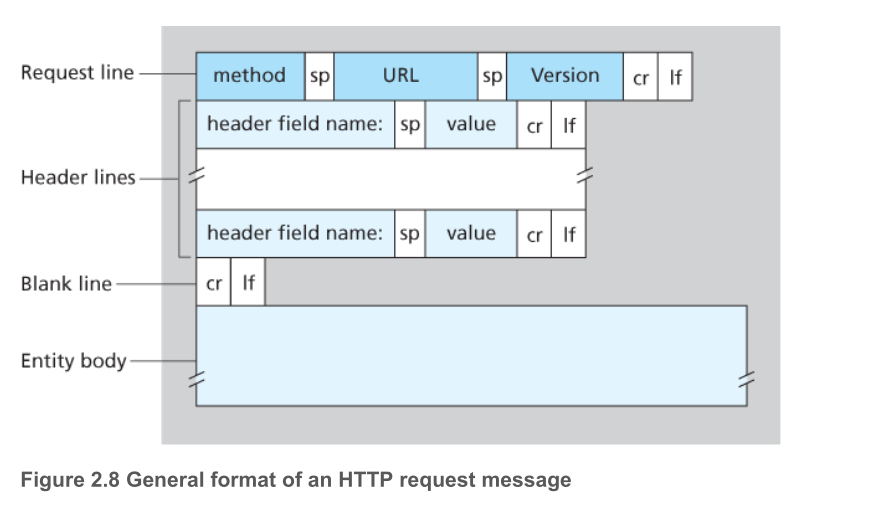 Request line method sp URL sp Version cr lf
header field name: sp value cr lf
Header lines
header field name: sp value cr lf
Blank line cr lf
Entity body
Figure 2.8 General format of an HTTP request message